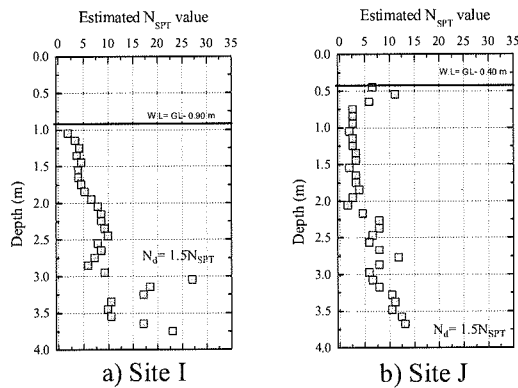 Estimated N_SPT value
0 5 10 15 20 25 30 35
0.0
0.5
W.L= GL- 0.90 m
1.0
1.5
2.0
2.5
3.0
3.5
4.0
Depth (m)
N_d= 1.5N_SPT
a) Site I
Estimated N_SPT value
0 5 10 15 20 25 30 35
0.0
W.L= GL- 0.40 m
0.5
1.0
1.5
2.0
2.5
3.0
3.5
4.0
Depth (m)
N_d= 1.5N_SPT
b) Site J